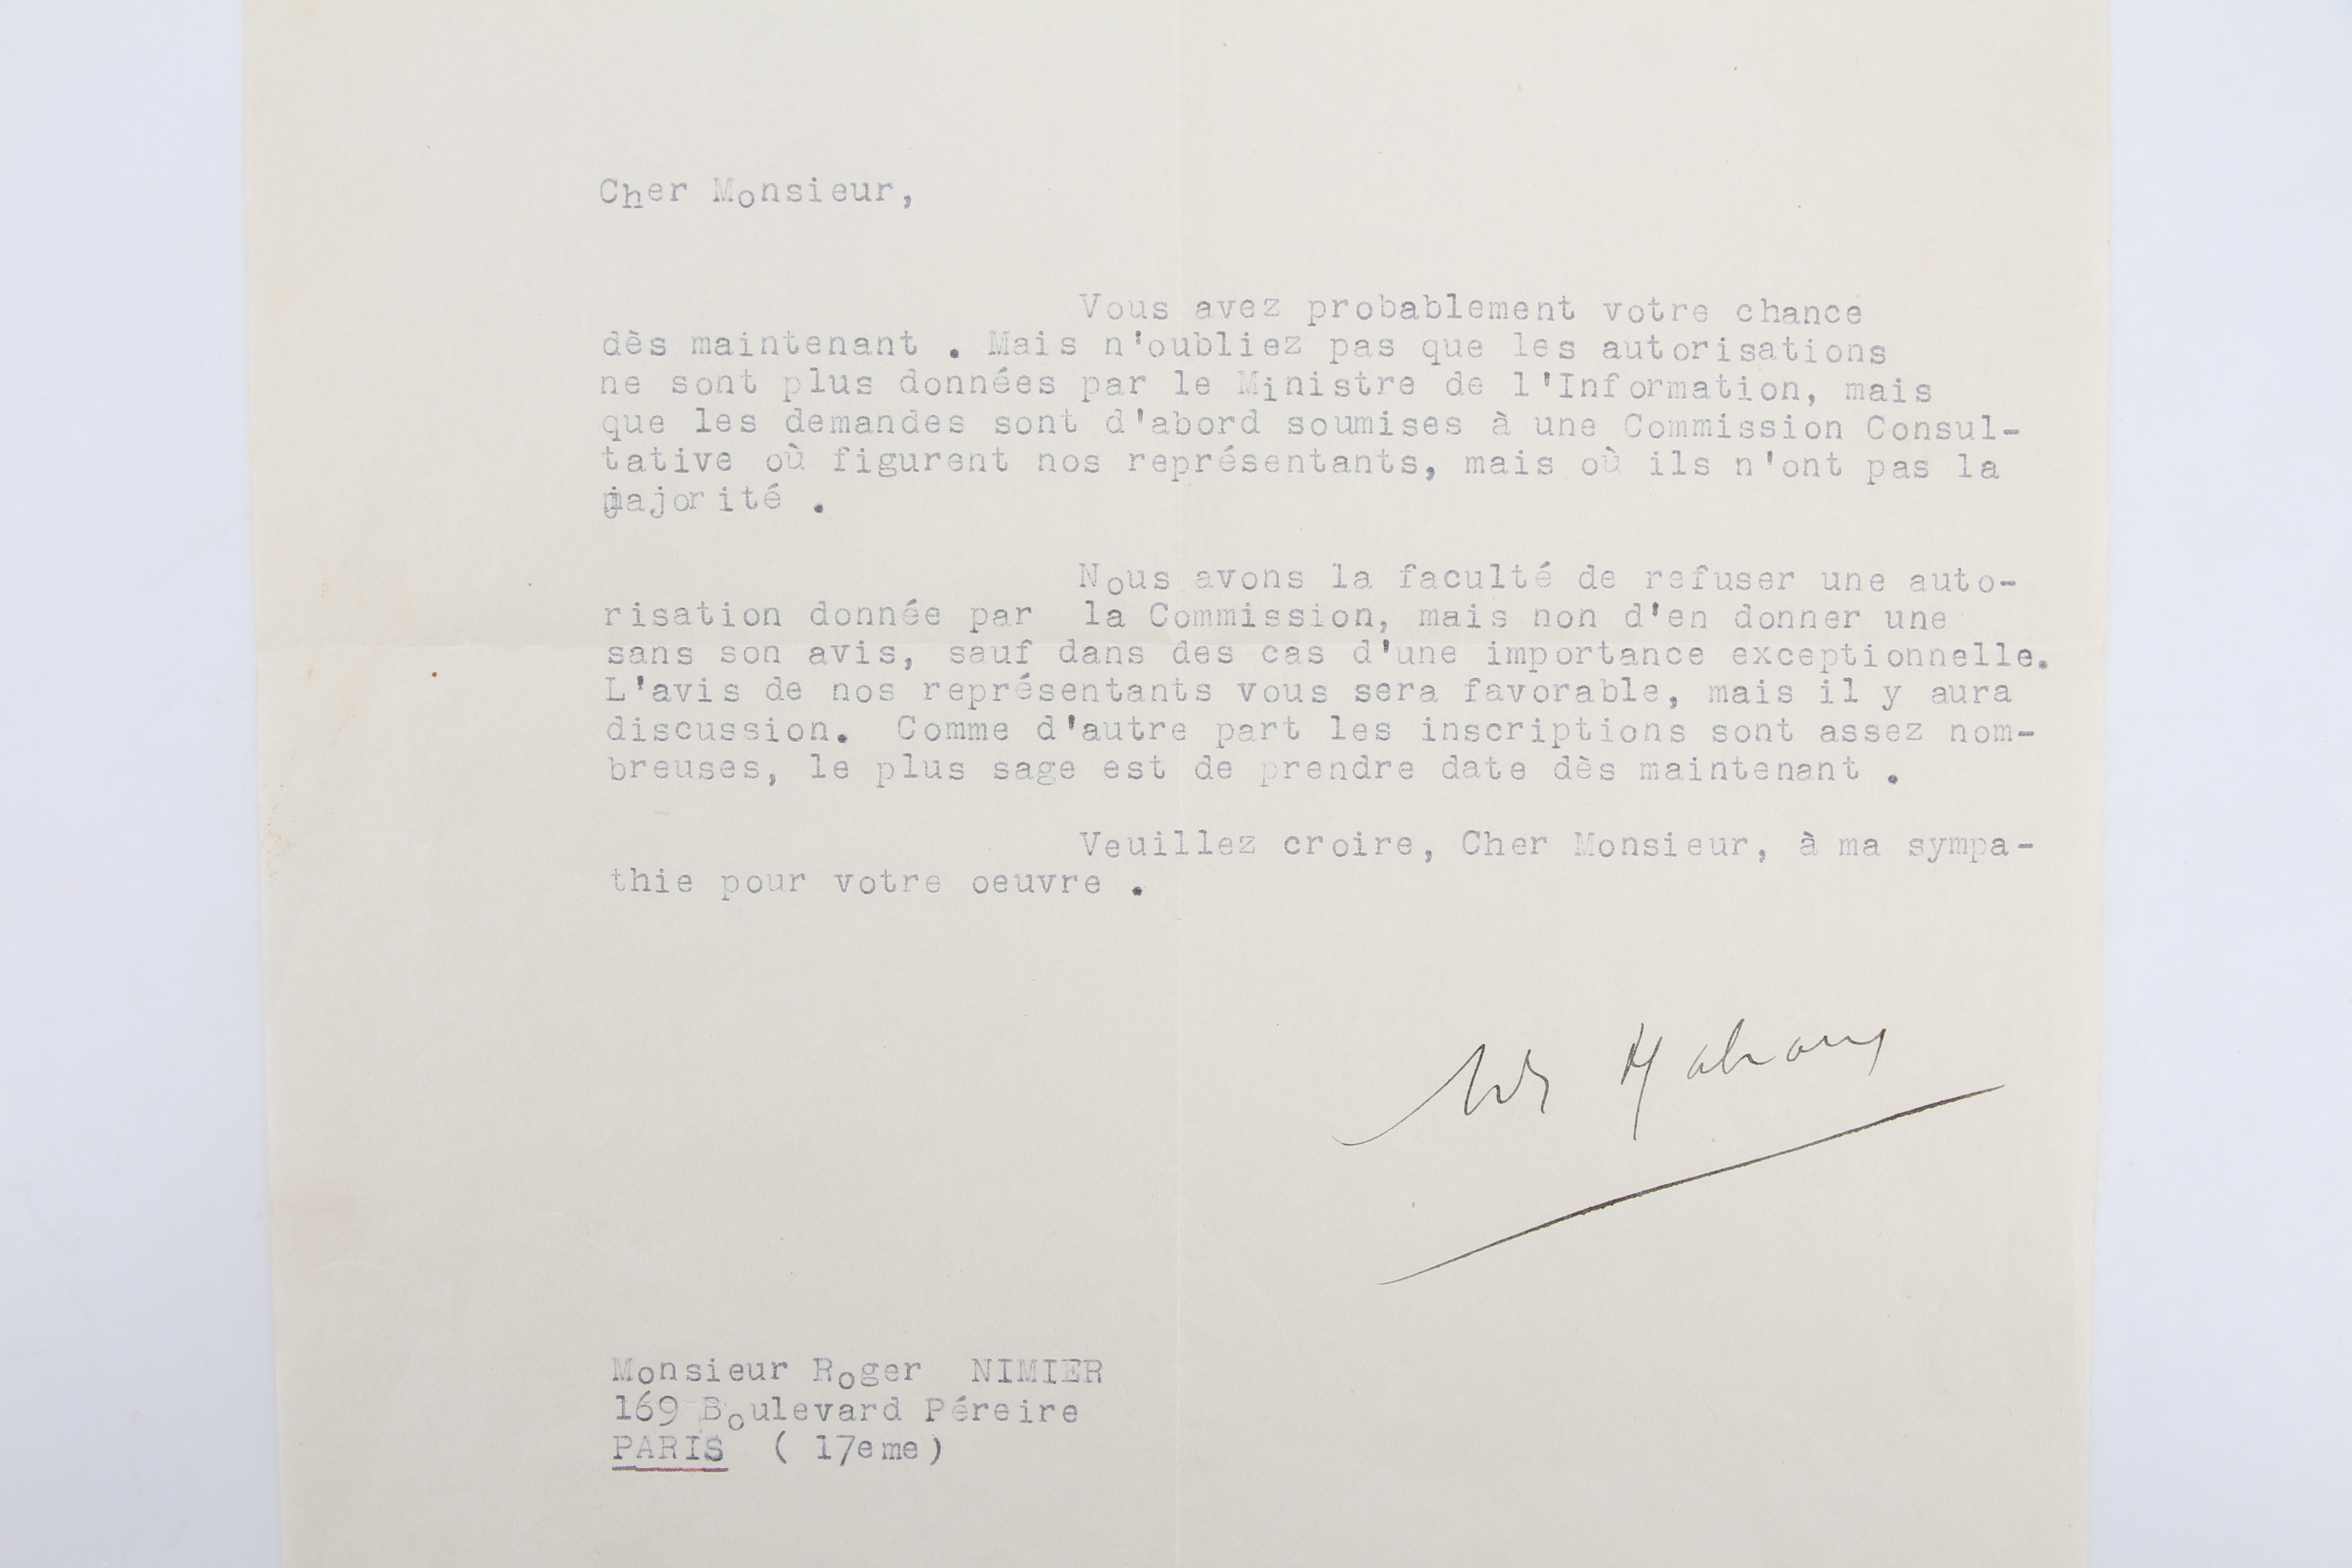 Cher Monsieur,
Vous avez probablement votre chance
dès maintenant . Mais n'oubliez pas que les autorisations
ne sont plus données par le Ministre de l'Information, mais
que les demandes sont d'abord soumises à une Commission Consul-
tative où figurent nos représentants, mais où ils n'ont pas la
majorité .
Nous avons la faculté de refuser une auto-
risation donnée par la Commission, mais non d'en donner une
sans son avis, sauf dans des cas d'une importance exceptionnelle.
L'avis de nos représentants vous sera favorable, mais il y aura
discussion. Comme d'autre part les inscriptions sont assez nom-
breuses, le plus sage est de prendre date dès maintenant .
Veuillez croire, Cher Monsieur, à ma sympa-
thie pour votre oeuvre .
Monsieur Roger NIMIER
169 Boulevard Péreire
PARIS ( 17eme)